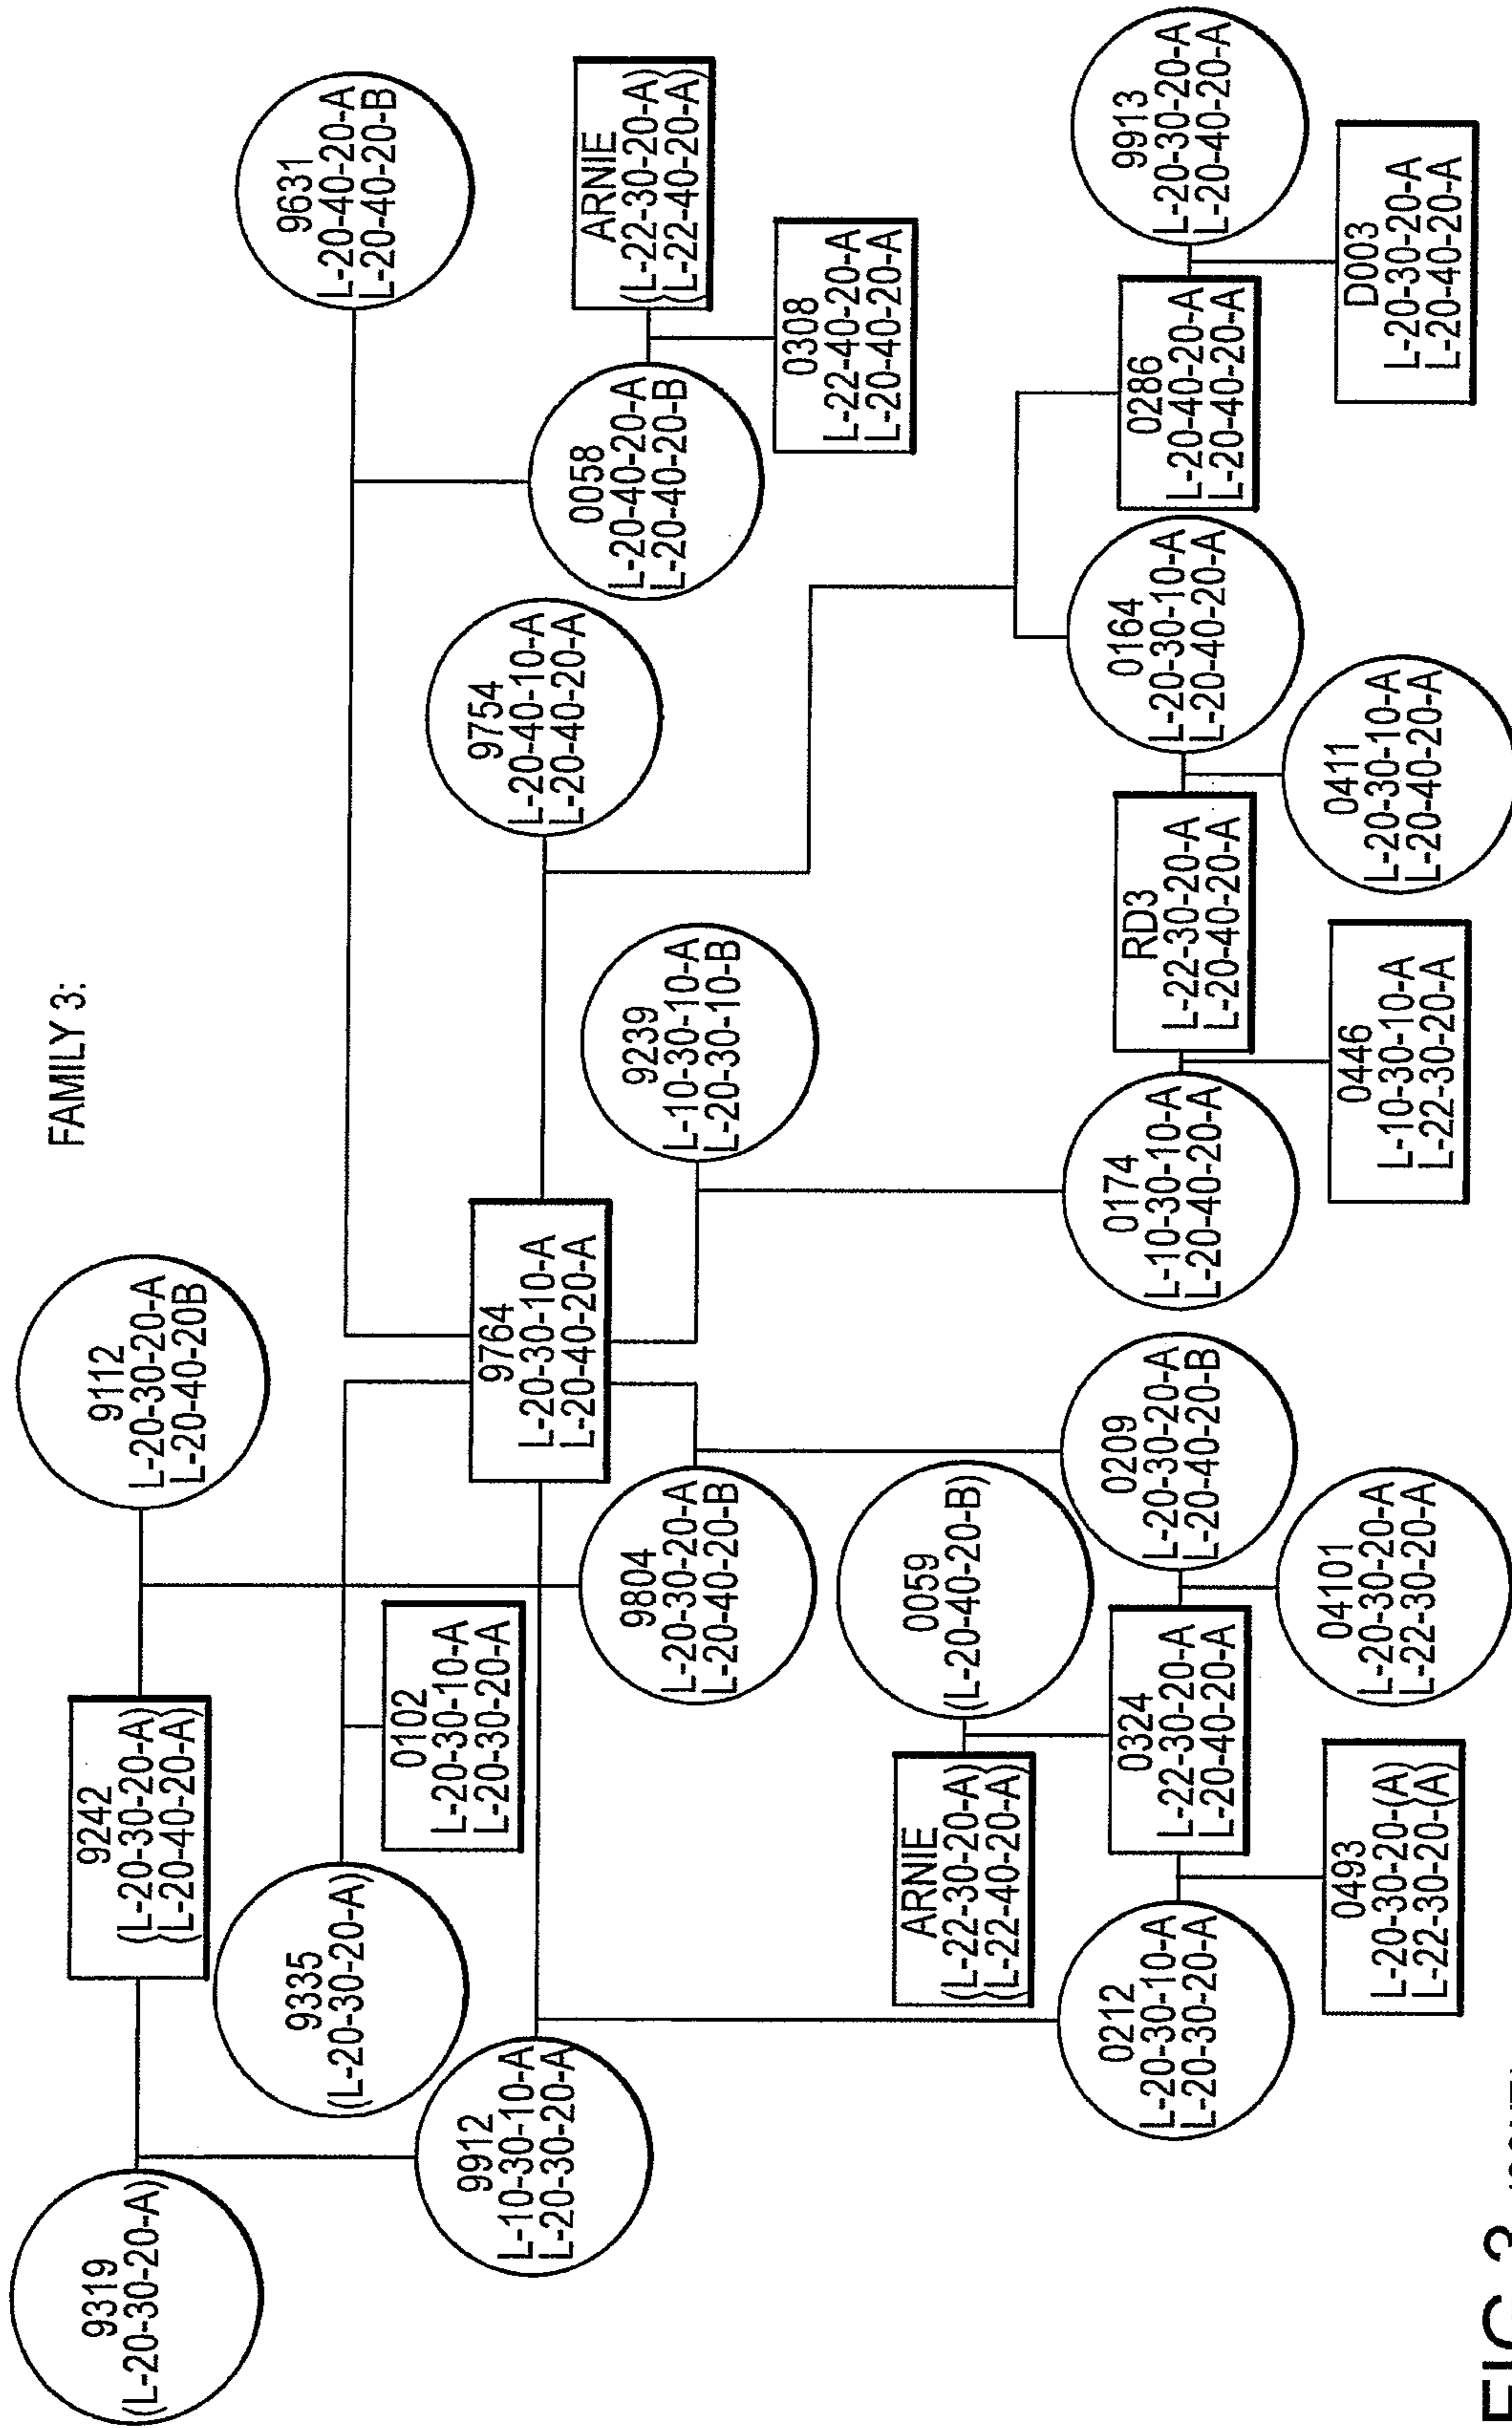 FAMILY 3:
9319
(L-20-30-20-A)
9242
(L-20-30-20-A)
(L-20-40-20-A)
9112
L-20-30-20-A
L-20-40-20B
9335
(L-20-30-20-A)
0102
L-20-30-10-A
L-20-30-20-A
9631
L-20-40-20-A
L-20-40-20-B
9912
L-10-30-10-A
L-20-30-20-A
9764
L-20-30-10-A
L-20-40-20-A
9754
L-20-40-10-A
L-20-40-20-A
0058
L-20-40-20-A
L-20-40-20-B
ARNIE
(L-22-30-20-A)
(L-22-40-20-A)
9804
L-20-30-20-A
L-20-40-20-B
9239
L-10-30-10-A
L-20-30-10-B
0308
L-22-40-20-A
L-20-40-20-A
ARNIE
(L-22-30-20-A)
(L-22-40-20-A)
0059
(L-20-40-20-B)
0212
L-20-30-10-A
L-20-30-20-A
0324
L-22-30-20-A
L-20-40-20-A
0209
L-20-30-20-A
L-20-40-20-B
0174
L-10-30-10-A
L-20-40-20-A
RD3
L-22-30-20-A
L-20-40-20-A
0164
L-20-30-10-A
L-20-40-20-A
0286
L-20-40-20-A
L-20-40-20-A
9913
L-20-30-20-A
L-20-40-20-A
0493
L-20-30-20-(A)
L-22-30-20-(A)
04101
L-20-30-20-A
L-22-30-20-A
0446
L-10-30-10-A
L-22-30-20-A
0411
L-20-30-10-A
L-20-40-20-A
D003
L-20-30-20-A
L-20-40-20-A
FIG. 3